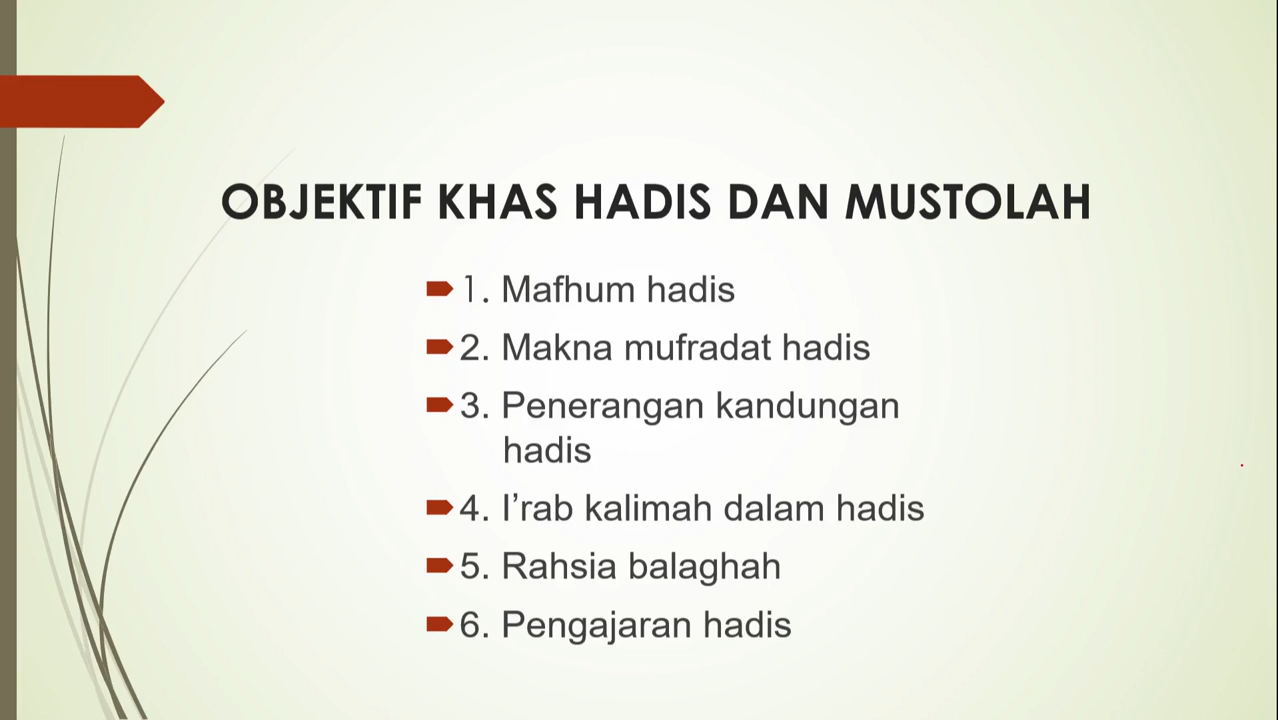 OBJEKTIF KHAS HADIS DAN MUSTOLAH
1. Mafhum hadis
2. Makna mufradat hadis
3. Penerangan kandungan
hadis
4. I’rab kalimah dalam hadis
5. Rahsia balaghah
6. Pengajaran hadis